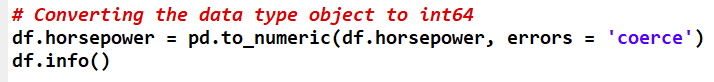 # Converting the data type object to int64
df.horsepower = pd.to_numeric(df.horsepower, errors = 'coerce')
df.info()